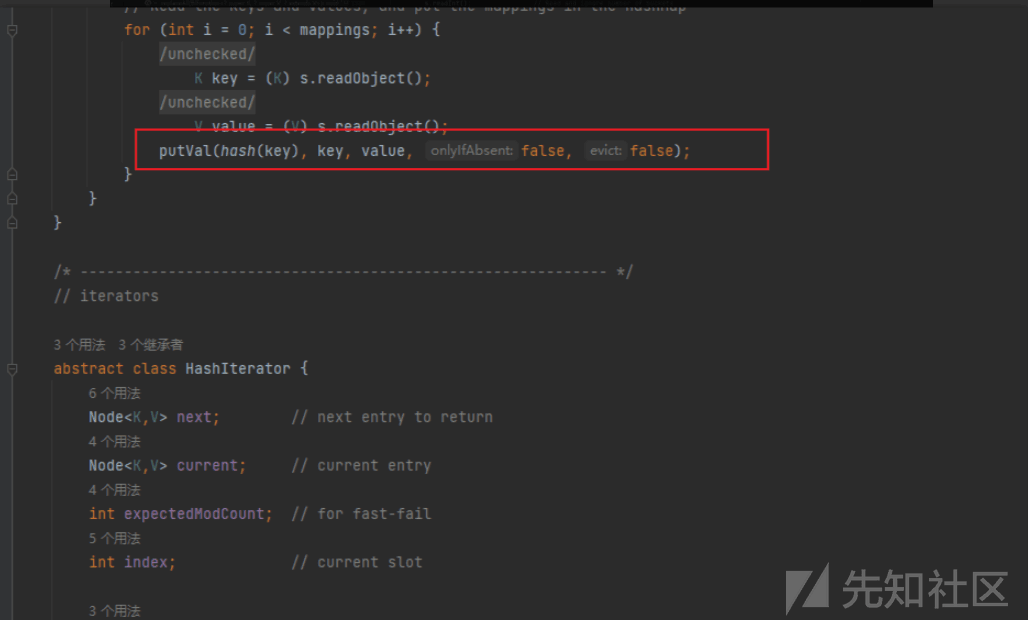 // Read the keys and values, and put the mappings in the HashMap
for (int i = 0; i < mappings; i++) {
/unchecked/
K key = (K) s.readObject();
/unchecked/
V value = (V) s.readObject();
putVal(hash(key), key, value, onlyIfAbsent: false, evict: false);
}
}
}
/* ------------------------------------------------------------ */
// iterators
3 个用法 3 个继承者
abstract class HashIterator {
6 个用法
Node<K,V> next; // next entry to return
4 个用法
Node<K,V> current; // current entry
4 个用法
int expectedModCount; // for fast-fail
5 个用法
int index; // current slot
3 个用法
先知社区